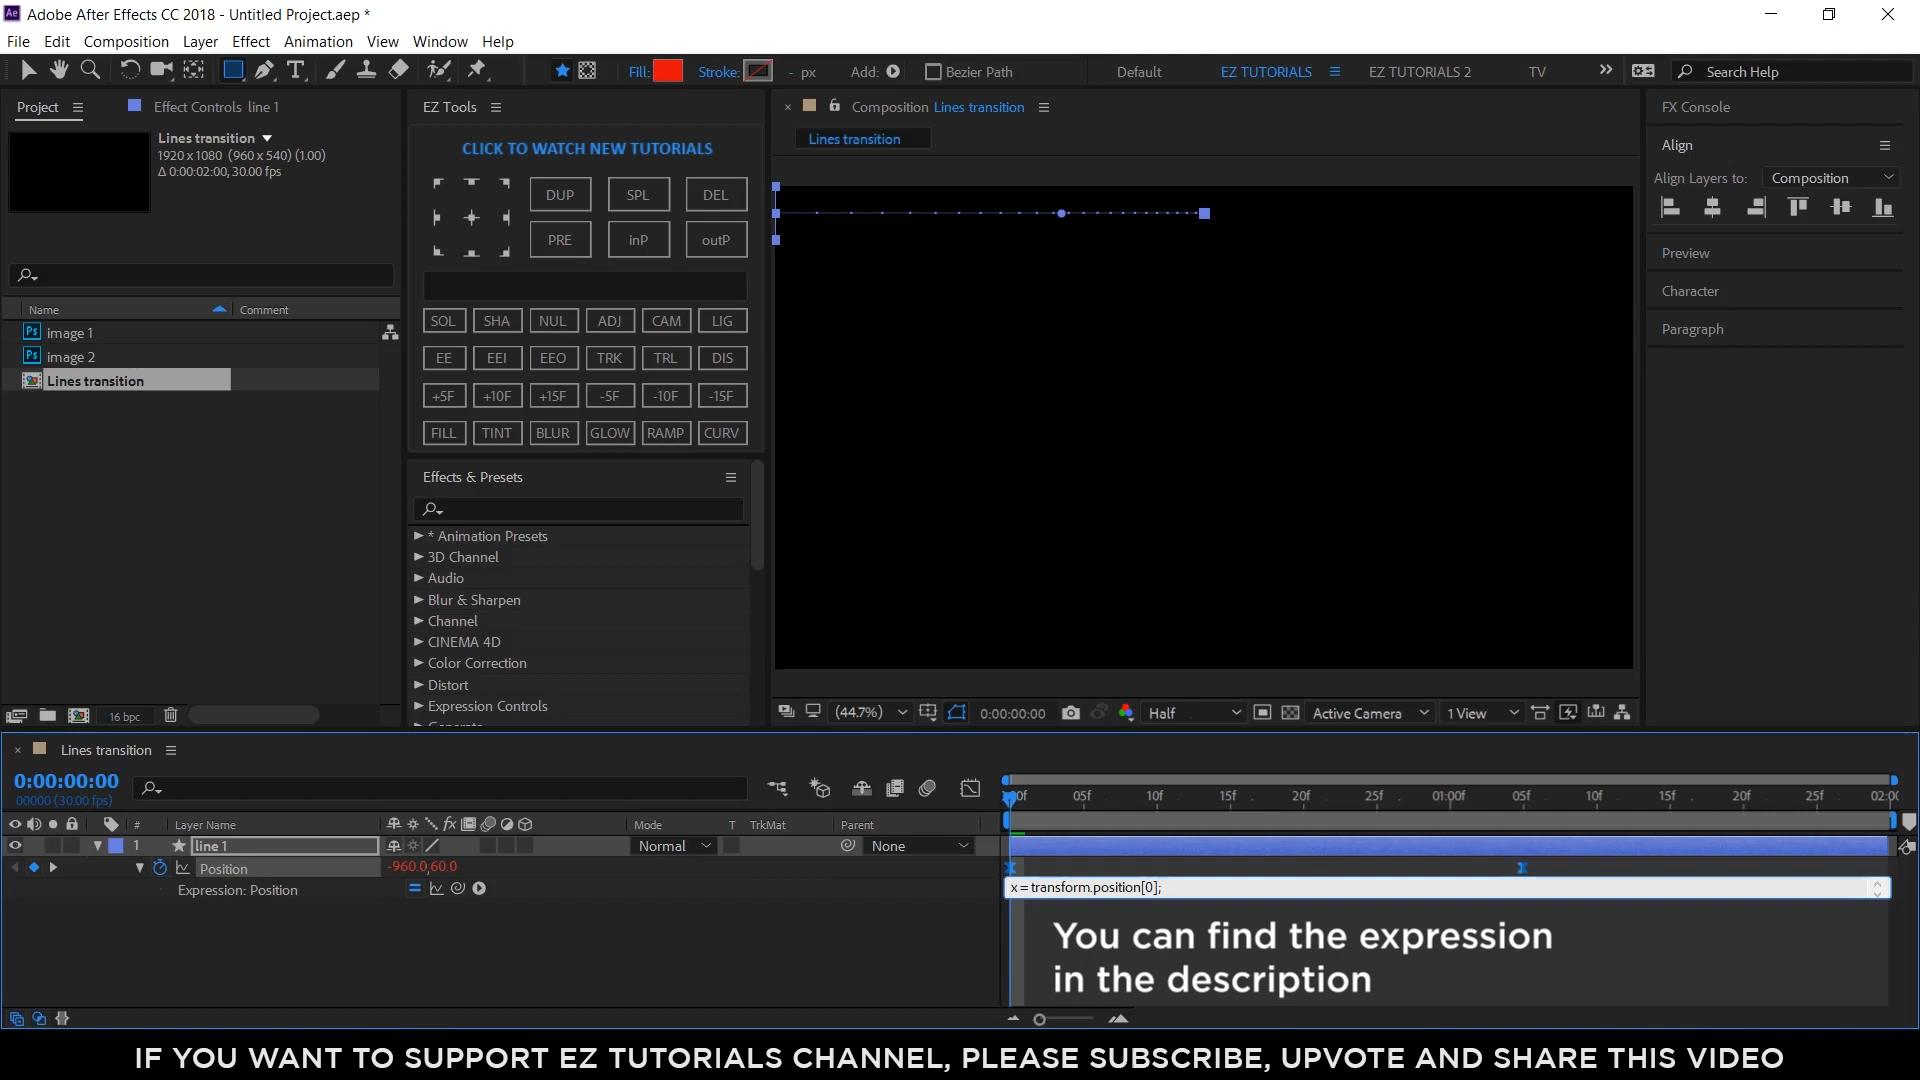 Adobe After Effects CC 2018 - Untitled Project.aep *
File Edit Composition Layer Effect Animation View Window Help
Fill: Stroke: - px Add: Bezier Path Default EZ TUTORIALS EZ TUTORIALS 2 TV Search Help
Project Effect Controls line 1
Lines transition
1920 x 1080 (960 x 540) (1.00)
Δ 0:00:02:00, 30.00 fps
Name Comment
image 1
image 2
Lines transition
16 bpc
EZ Tools
CLICK TO WATCH NEW TUTORIALS
DUP SPL DEL
PRE inP outP
SOL SHA NUL ADJ CAM LIG
EE EEI EEO TRK TRL DIS
+5F +10F +15F -5F -10F -15F
FILL TINT BLUR GLOW RAMP CURV
Effects & Presets
* Animation Presets
3D Channel
Audio
Blur & Sharpen
Channel
CINEMA 4D
Color Correction
Distort
Expression Controls
Composition Lines transition
Lines transition
(44.7%) 0:00:00:00 Half Active Camera 1 View
FX Console
Align
Align Layers to: Composition
Preview
Character
Paragraph
Lines transition
0:00:00:00
00000 (30.00 fps)
05f 10f 15f 20f 25f 01:00f 05f 10f 15f 20f 25f
# Layer Name fx Mode T TrkMat Parent
1 line 1 Normal None
Position -960.0,60.0
Expression: Position
x = transform.position[0];
You can find the expression
in the description
IF YOU WANT TO SUPPORT EZ TUTORIALS CHANNEL, PLEASE SUBSCRIBE, UPVOTE AND SHARE THIS VIDEO